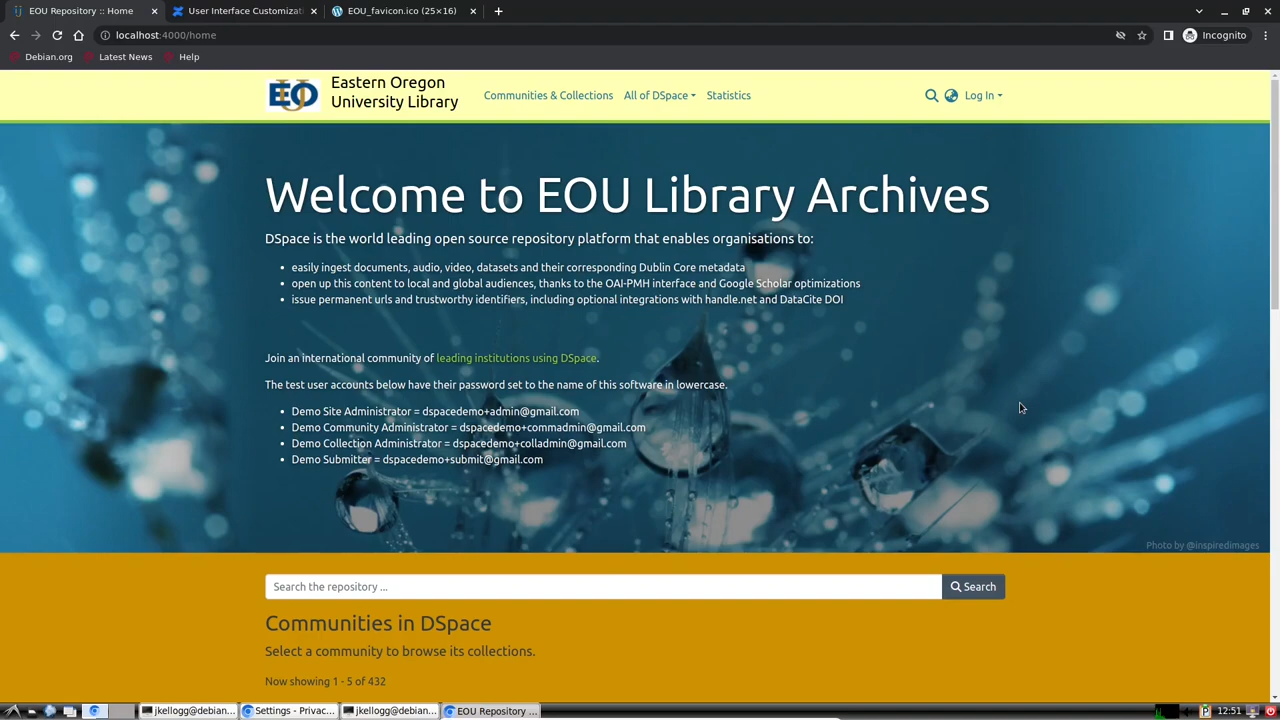 EOU Repository :: Home
User Interface Customizati
EOU_favicon.ico (25×16)
localhost:4000/home
Incognito
Debian.org
Latest News
Help
EOU
Eastern Oregon
University Library
Communities & Collections
All of DSpace
Statistics
Log In
Welcome to EOU Library Archives
DSpace is the world leading open source repository platform that enables organisations to:
easily ingest documents, audio, video, datasets and their corresponding Dublin Core metadata
open up this content to local and global audiences, thanks to the OAI-PMH interface and Google Scholar optimizations
issue permanent urls and trustworthy identifiers, including optional integrations with handle.net and DataCite DOI
Join an international community of leading institutions using DSpace.
The test user accounts below have their password set to the name of this software in lowercase.
Demo Site Administrator = dspacedemo+admin@gmail.com
Demo Community Administrator = dspacedemo+commadmin@gmail.com
Demo Collection Administrator = dspacedemo+colladmin@gmail.com
Demo Submitter = dspacedemo+submit@gmail.com
Photo by @inspiredimages
Search the repository ...
Search
Communities in DSpace
Select a community to browse its collections.
Now showing 1 - 5 of 432
jkellogg@debian...
Settings - Privac...
jkellogg@debian...
EOU Repository ...
12:51